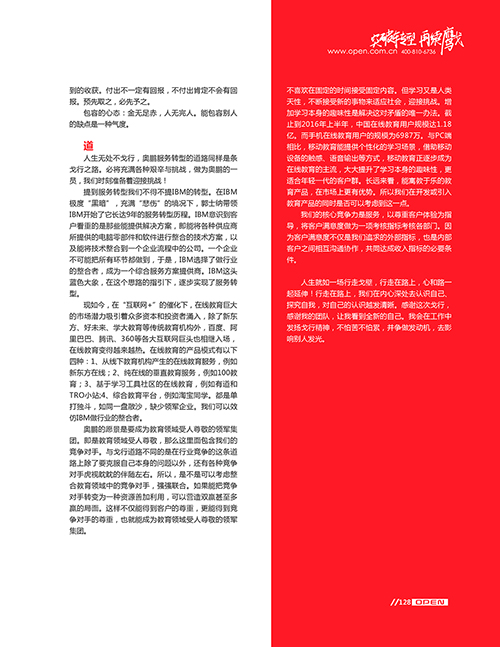 突破转型 再续鹰飞
www.open.com.cn 400-810-6736
到的收获。付出不一定有回报，不付出肯定不会有回
报。预先取之，必先予之。
包容的心态：金无足赤，人无完人。能包容别人
的缺点是一种气度。
道
人生无处不戈行，奥鹏服务转型的道路同样是条
戈行之路。必将充满各种艰辛与挑战，做为奥鹏的一
员，我们时刻准备着迎接挑战！
提到服务转型我们不得不提IBM的转型。在IBM
极度“黑暗”，充满“悲伤”的境况下，郭士纳带领
IBM开始了它长达9年的服务转型历程。IBM意识到客
户看重的是那些能提供解决方案，即能将各种供应商
所提供的电脑零部件和软件进行整合的技术方案，以
及能将技术整合到一个企业流程中的公司。一个企业
不可能把所有环节都做到，于是，IBM选择了做行业
的整合者，成为一个综合服务方案提供商。IBM这头
蓝色大象，在这个思路的指引下，逐步实现了服务转
型。
现如今，在“互联网+”的催化下，在线教育巨大
的市场潜力吸引着众多资本和投资者涌入，除了新东
方、好未来、学大教育等传统教育机构外，百度、阿
里巴巴、腾讯、360等各大互联网巨头也相继入场，
在线教育变得越来越热。在线教育的产品模式有以下
四种：1、从线下教育机构产生的在线教育服务，例如
新东方在线；2、纯在线的垂直教育服务，例如100教
育；3、基于学习工具社区的在线教育，例如有道和
TRO小站;4、综合教育平台，例如淘宝同学。都是单
打独斗，如同一盘散沙，缺少领军企业。我们可以效
仿IBM做行业的整合者。
奥鹏的愿景是要成为教育领域受人尊敬的领军集
团。即是教育领域受人尊敬，那么这里面包含我们的
竞争对手。与戈行道路不同的是在行业竞争的这条道
路上除了要克服自己本身的问题以外，还有各种竞争
对手虎视眈眈的伴随左右。所以，是不是可以考虑整
合教育领域中的竞争对手，强强联合。如果能把竞争
对手转变为一种资源善加利用，可以营造双赢甚至多
赢的局面。这样不仅能得到客户的尊重，更能得到竞
争对手的尊重，也就能成为教育领域受人尊敬的领军
集团。
不喜欢在固定的时间接受固定内容。但学习又是人类
天性，不断接受新的事物来适应社会，迎接挑战。增
加学习本身的趣味性是解决这对矛盾的唯一办法。截
止到2016年上半年，中国在线教育用户规模达1.18
亿。而手机在线教育用户的规模为6987万。与PC端
相比，移动教育能提供个性化的学习场景，借助移动
设备的触感、语音输出等方式，移动教育正逐步成为
在线教育的主流，大大提升了学习本身的趣味性，更
适合年轻一代的客户群。长远来看，能寓教于乐的教
育产品，在市场上更有优势。所以我们在开发或引入
教育产品的同时是否可以考虑到这一点。
我们的核心竞争力是服务，以尊重客户体验为指
导，将客户满意度做为一项考核指标考核各部门。因
为客户满意度不仅是我们追求的外部指标，也是内部
客户之间相互沟通协作，共同达成收入指标的必要条
件。
人生就如一场行走戈壁，行走在路上，心和路一
起延伸！行走在路上，我们在内心深处去认识自己、
探究自我，对自己的认识越发清晰。感谢这次戈行，
感谢我的团队，让我看到全新的自己。我会在工作中
发扬戈行精神，不怕苦不怕累，并争做发动机，去影
响别人发光。
//128 OPEN